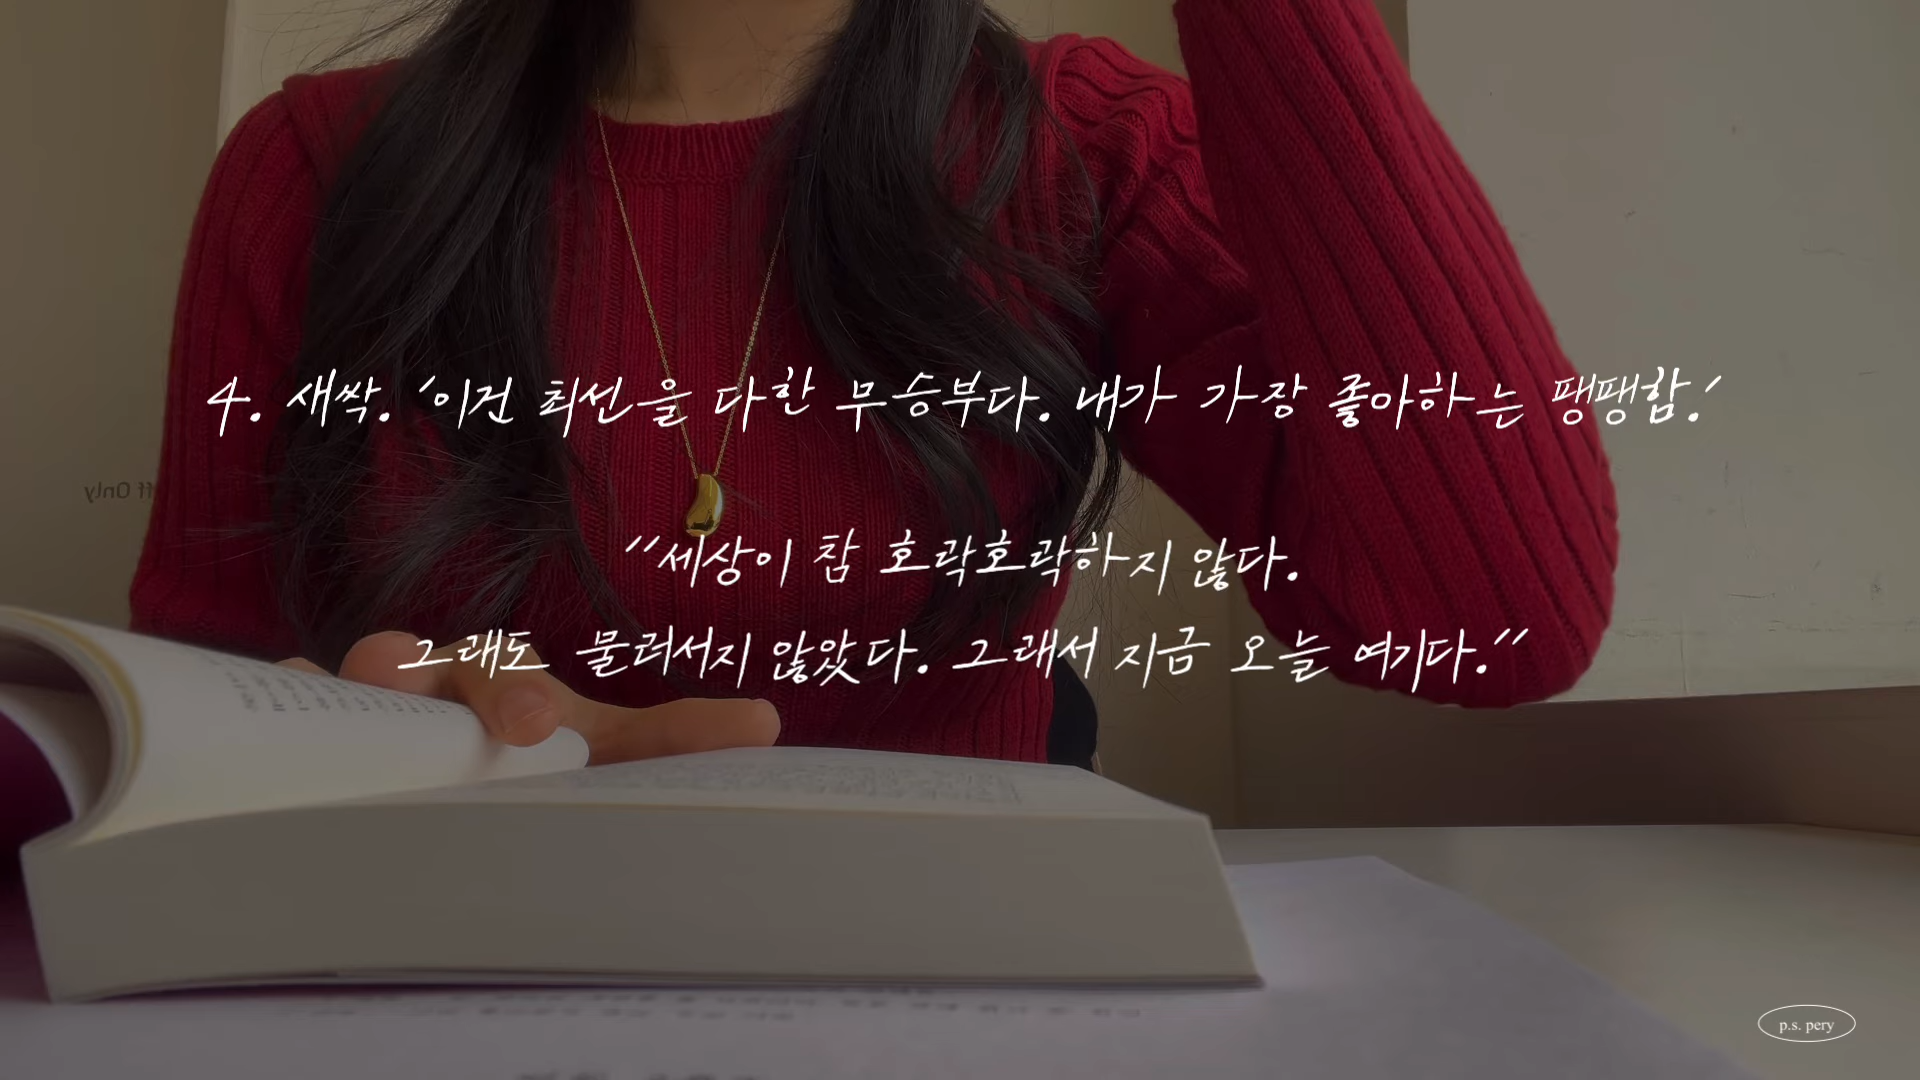 4. 새싹. '이건 최선을 다한 무승부다. 내가 가장 좋아하는 팽팽함.'
"세상이 참 호락호락하지 않다.
그래도 물러서지 않았다. 그래서 지금 오늘 여기다."
p.s. pery